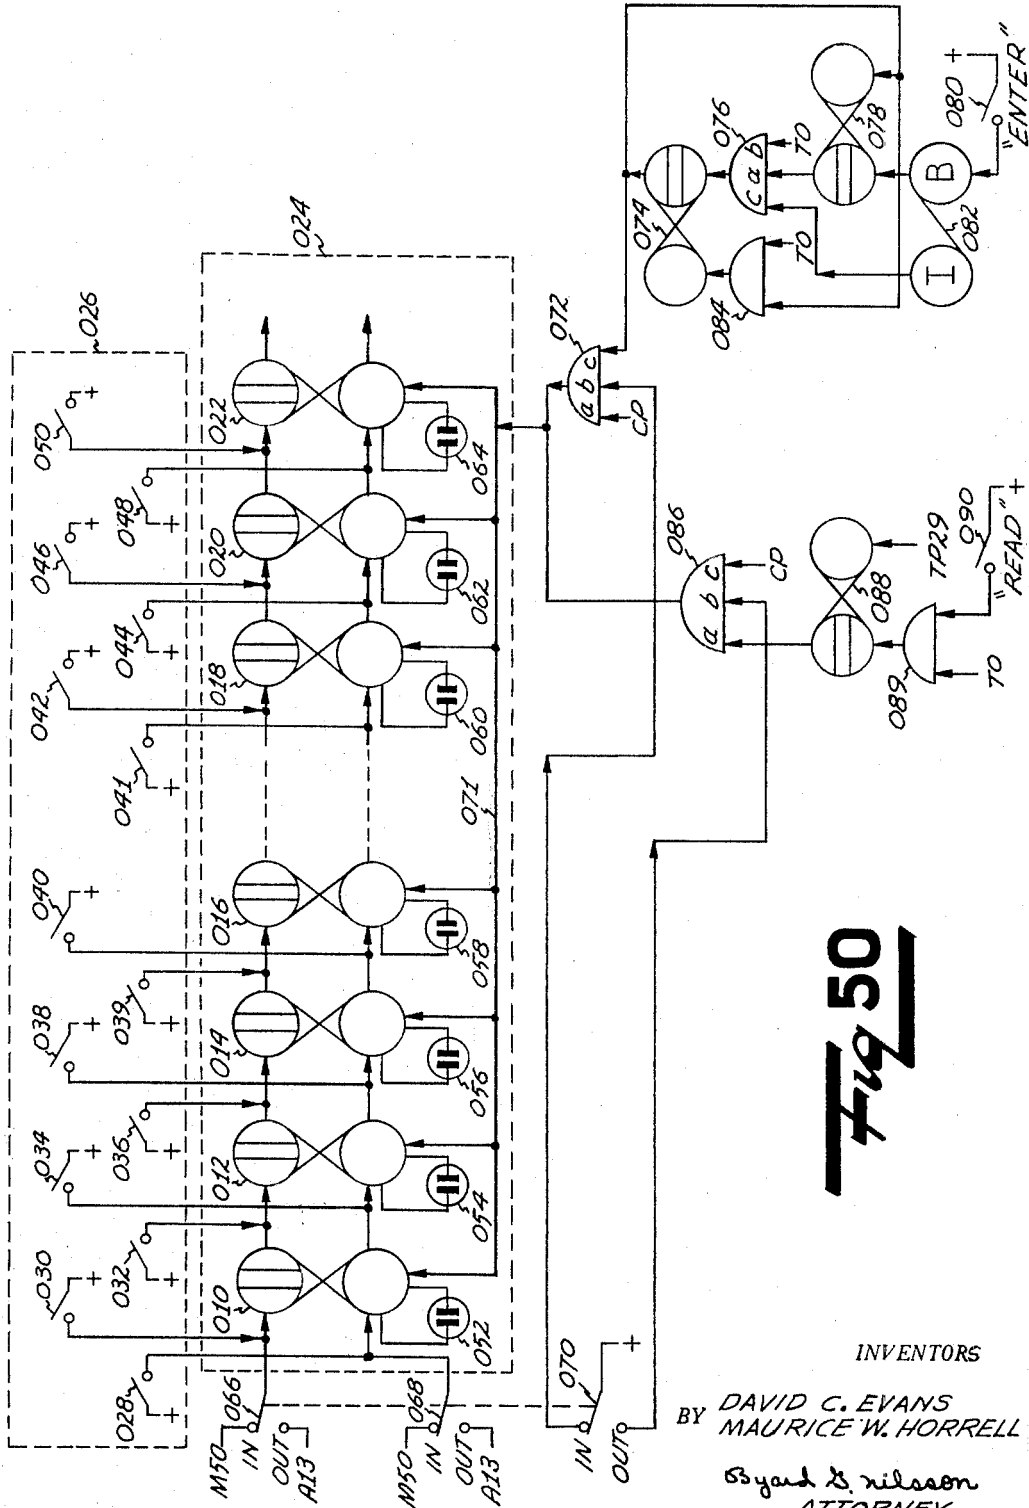 026
050
046
048
042
044
041
040
038
039
034
036
030
032
028
024
022
020
018
016
014
012
010
064
062
060
058
056
054
052
071
M50
066
IN
OUT
A13
M50
068
IN
OUT
A13
070
IN
OUT
072
a b c
CP
074
076
c a b
TO
084
TO
078
082
I
B
080
"ENTER"
086
a b c
CP
088
TP29
089
TO
090
"READ"
Fig 50
INVENTORS
BY DAVID C. EVANS
MAURICE W. HORRELL
Byard G. Nilsson
ATTORNEY